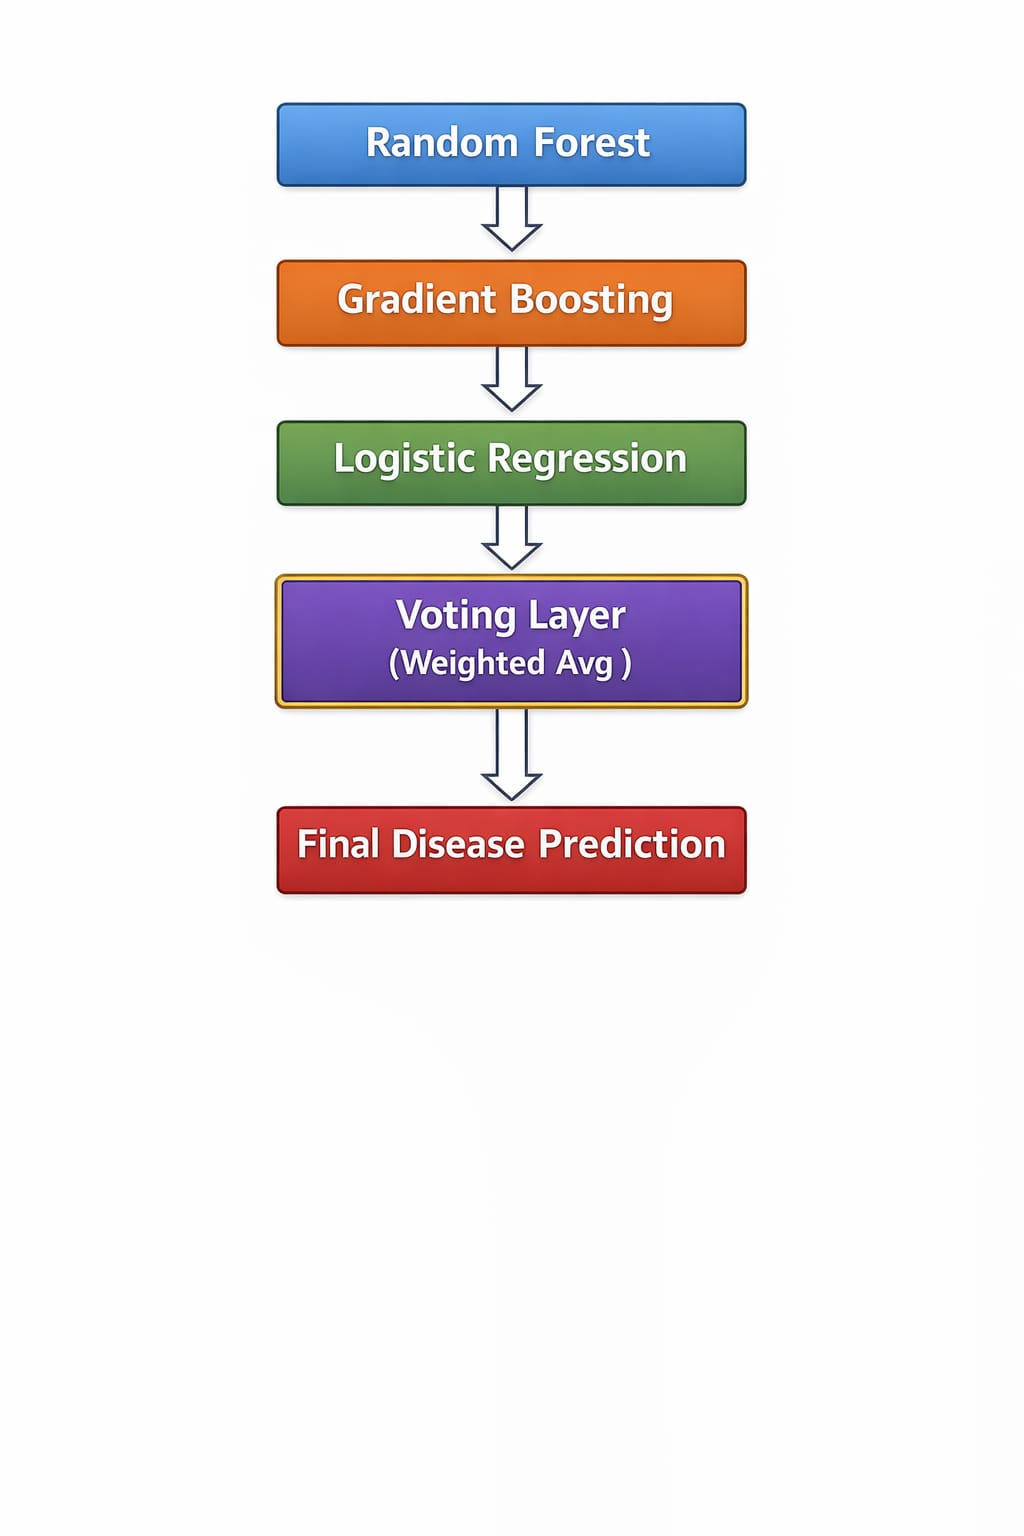 Random Forest
Gradient Boosting
Logistic Regression
Voting Layer
(Weighted Avg )
Final Disease Prediction